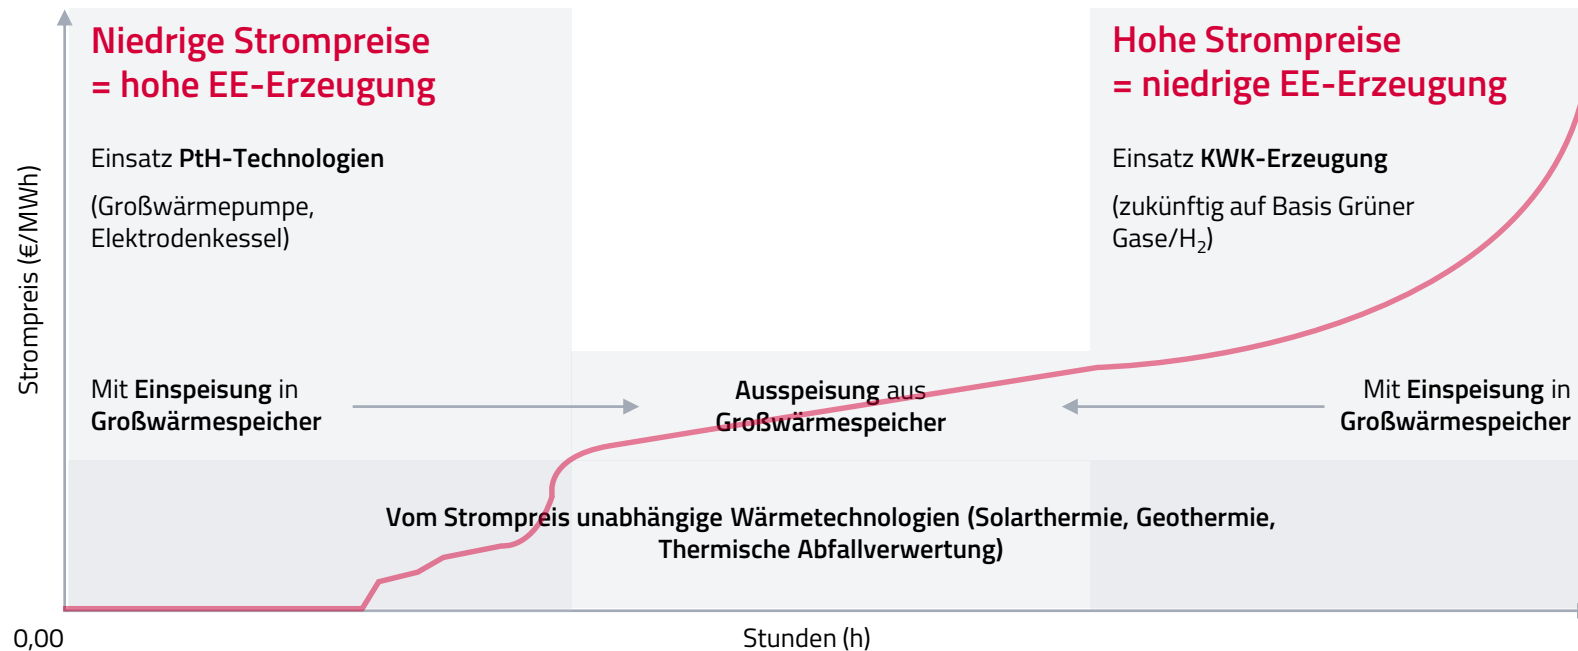 Niedrige Strompreise
= hohe EE-Erzeugung
Einsatz PtH-Technologien
(Großwärmepumpe,
Elektrodenkessel)
Mit Einspeisung in
Großwärmespeicher
Hohe Strompreise
= niedrige EE-Erzeugung
Einsatz KWK-Erzeugung
(zukünftig auf Basis Grüner
Gase/H₂)
Ausspeisung aus
Großwärmespeicher
Mit Einspeisung in
Großwärmespeicher
Vom Strompreis unabhängige Wärmetechnologien (Solarthermie, Geothermie,
Thermische Abfallverwertung)
Strompreis (€/MWh)
0,00
Stunden (h)